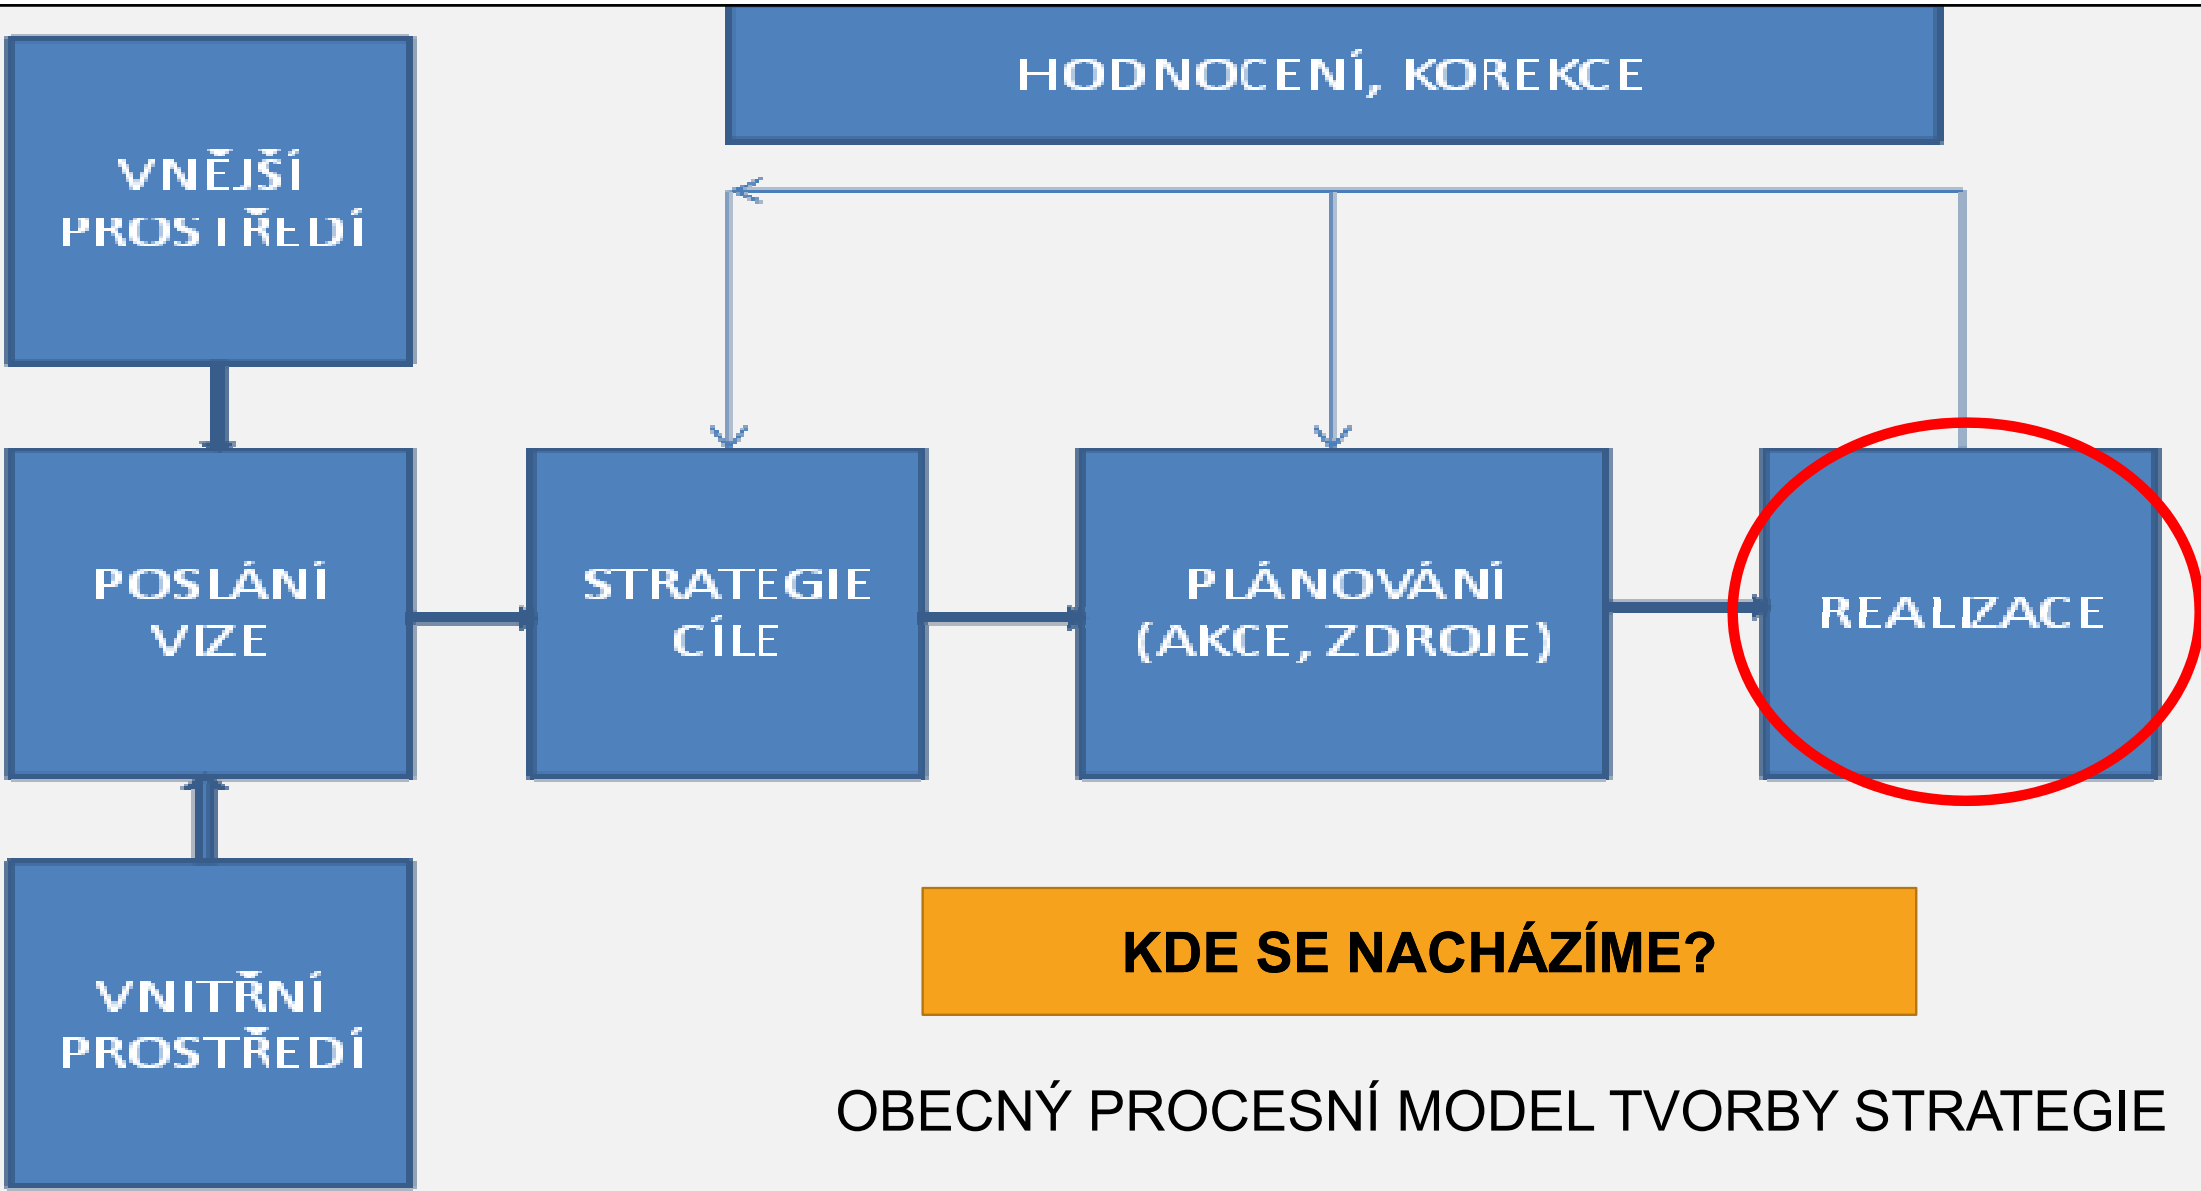 HODNOCENÍ, KOREKCE
VNĚJŠÍ
PROSTŘEDÍ
POSLÁNÍ
VIZE
STRATEGIE
CÍLE
PLÁNOVÁNÍ
(AKCE, ZDROJE)
REALIZACE
VNITŘNÍ
PROSTŘEDÍ
KDE SE NACHÁZÍME?
OBECNÝ PROCESNÍ MODEL TVORBY STRATEGIE